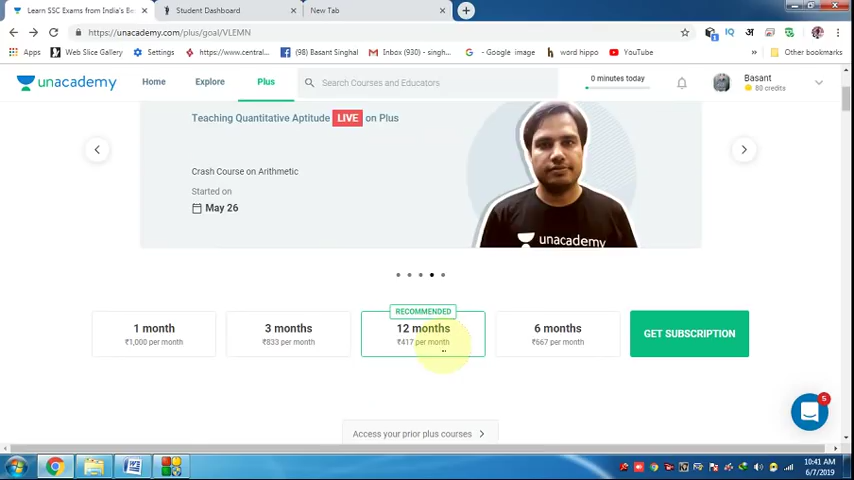 Learn SSC Exams from India's Be
Student Dashboard
New Tab
https://unacademy.com/plus/goal/VLEMN
Apps
Web Slice Gallery
Settings
https://www.central...
(98) Basant Singhal
Inbox (930) - singh...
G - Google image
word hippo
YouTube
Other bookmarks
unacademy
Home
Explore
Plus
Search Courses and Educators
0 minutes today
Basant
80 credits
Teaching Quantitative Aptitude LIVE on Plus
Crash Course on Arithmetic
Started on
May 26
unacademy
RECOMMENDED
1 month
₹1,000 per month
3 months
₹833 per month
12 months
₹417 per month
6 months
₹667 per month
GET SUBSCRIPTION
5
Access your prior plus courses
10:41 AM
6/7/2019